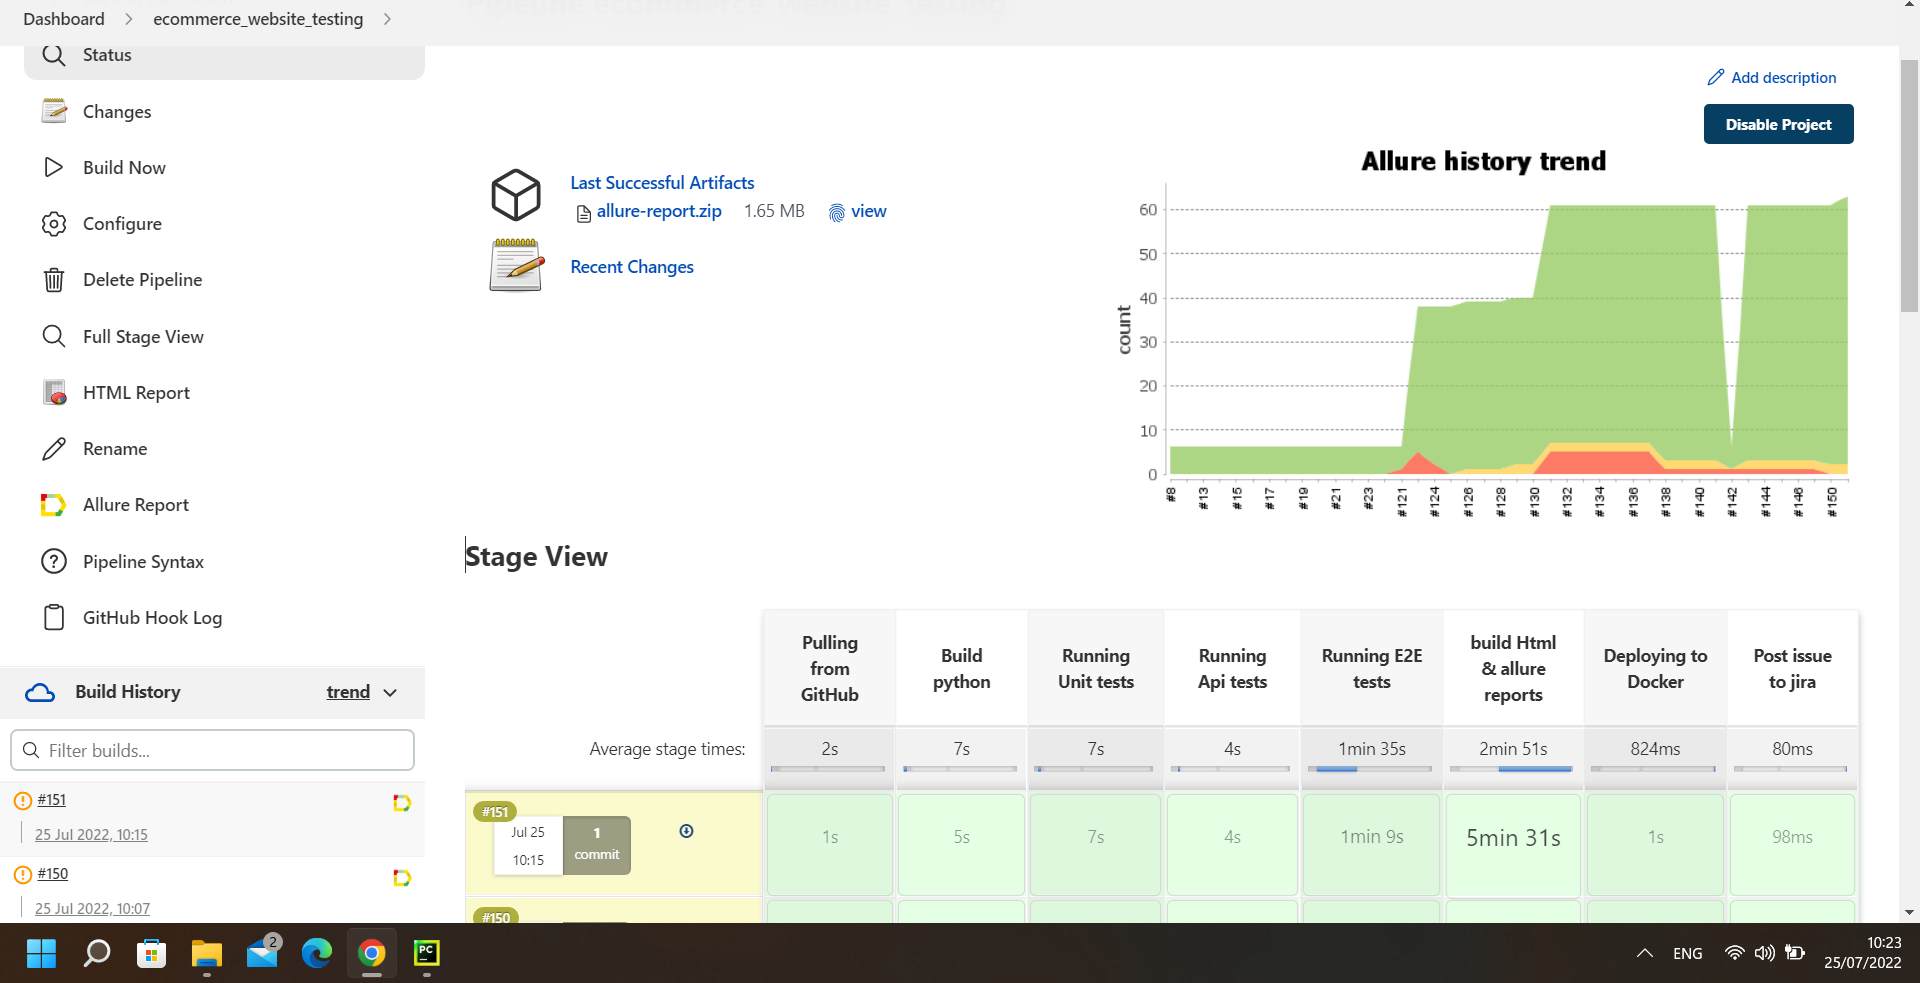 Dashboard
ecommerce_website_testing
Pipeline ecommerce_website_testing
Status
Changes
Build Now
Configure
Delete Pipeline
Full Stage View
HTML Report
Rename
Allure Report
Pipeline Syntax
GitHub Hook Log
Build History
trend
Filter builds...
#151
25 Jul 2022, 10:15
#150
25 Jul 2022, 10:07
Add description
Disable Project
Last Successful Artifacts
allure-report.zip 1.65 MB view
Recent Changes
Allure history trend
count
60
50
40
30
20
10
0
#8 #13 #15 #17 #19 #21 #23 #121 #124 #126 #128 #130 #132 #134 #136 #138 #140 #142 #144 #146 #150
Stage View
Pulling
from
GitHub
Build
python
Running
Unit tests
Running
Api tests
Running E2E
tests
build Html
& allure
reports
Deploying to
Docker
Post issue
to jira
Average stage times:
2s 7s 7s 4s 1min 35s 2min 51s 824ms 80ms
#151
Jul 25
10:15
1
commit
1s 5s 7s 4s 1min 9s 5min 31s 1s 98ms
#150
2
PC
ENG
10:23
25/07/2022